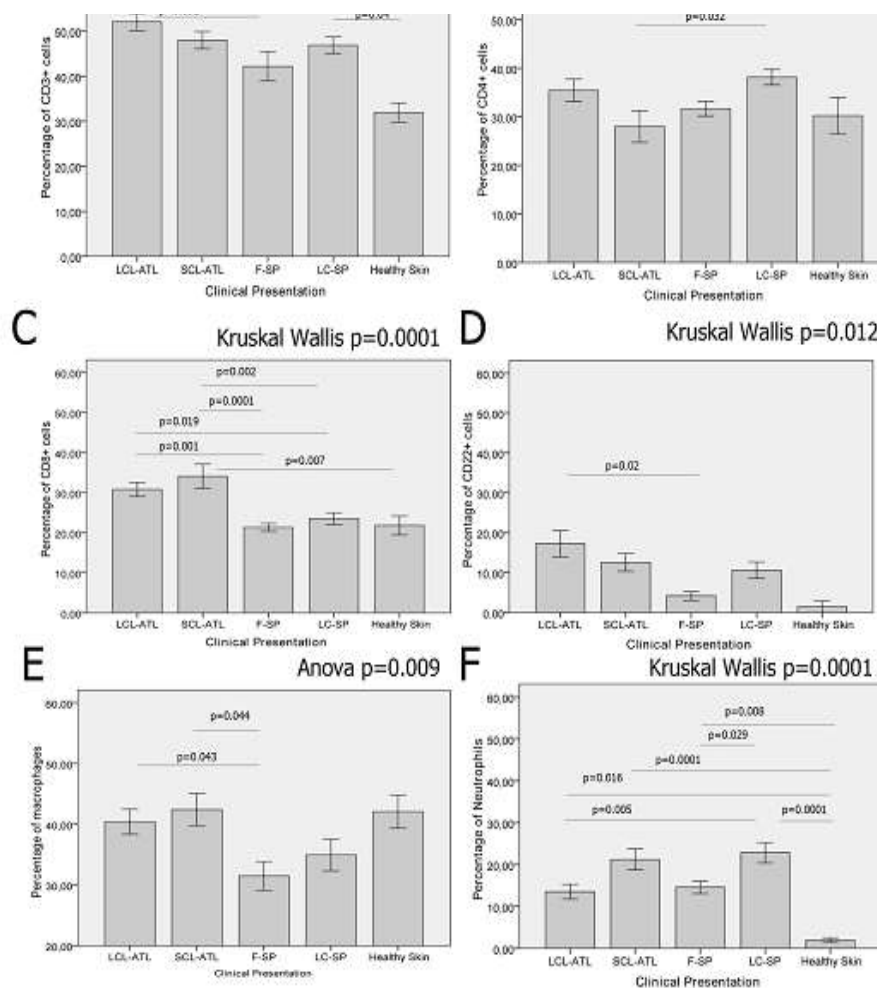 p=0.04
50,00
40,00
30,00
20,00
10,00
0,00
Percentage of CD3+ cells
LCL-ATL SCL-ATL F-SP LC-SP Healthy Skin
Clinical Presentation
p=0.032
50,00
40,00
30,00
20,00
10,00
0,00
Percentage of CD4+ cells
LCL-ATL SCL-ATL F-SP LC-SP Healthy Skin
Clinical Presentation
C
Kruskal Wallis p=0.0001
60,00
50,00
40,00
30,00
20,00
10,00
0,00
Percentage of CD8+ cells
p=0.002
p=0.0001
p=0.019
p=0.001
p=0.007
LCL-ATL SCL-ATL F-SP LC-SP Healthy Skin
Clinical Presentation
D
Kruskal Wallis p=0.012
60,00
50,00
40,00
30,00
20,00
10,00
0,00
Percentage of CD22+ cells
p=0.02
LCL-ATL SCL-ATL F-SP LC-SP Healthy Skin
Clinical Presentation
E
Anova p=0.009
60,00
50,00
40,00
30,00
20,00
Percentage of macrophages
p=0.044
p=0.043
LCL-ATL SCL-ATL F-SP LC-SP Healthy Skin
Clinical Presentation
F
Kruskal Wallis p=0.0001
60,00
50,00
40,00
30,00
20,00
10,00
0,00
Percentage of Neutrophils
p=0.008
p=0.029
p=0.0001
p=0.016
p=0.005
p=0.0001
LCL-ATL SCL-ATL F-SP LC-SP Healthy Skin
Clinical Presentation